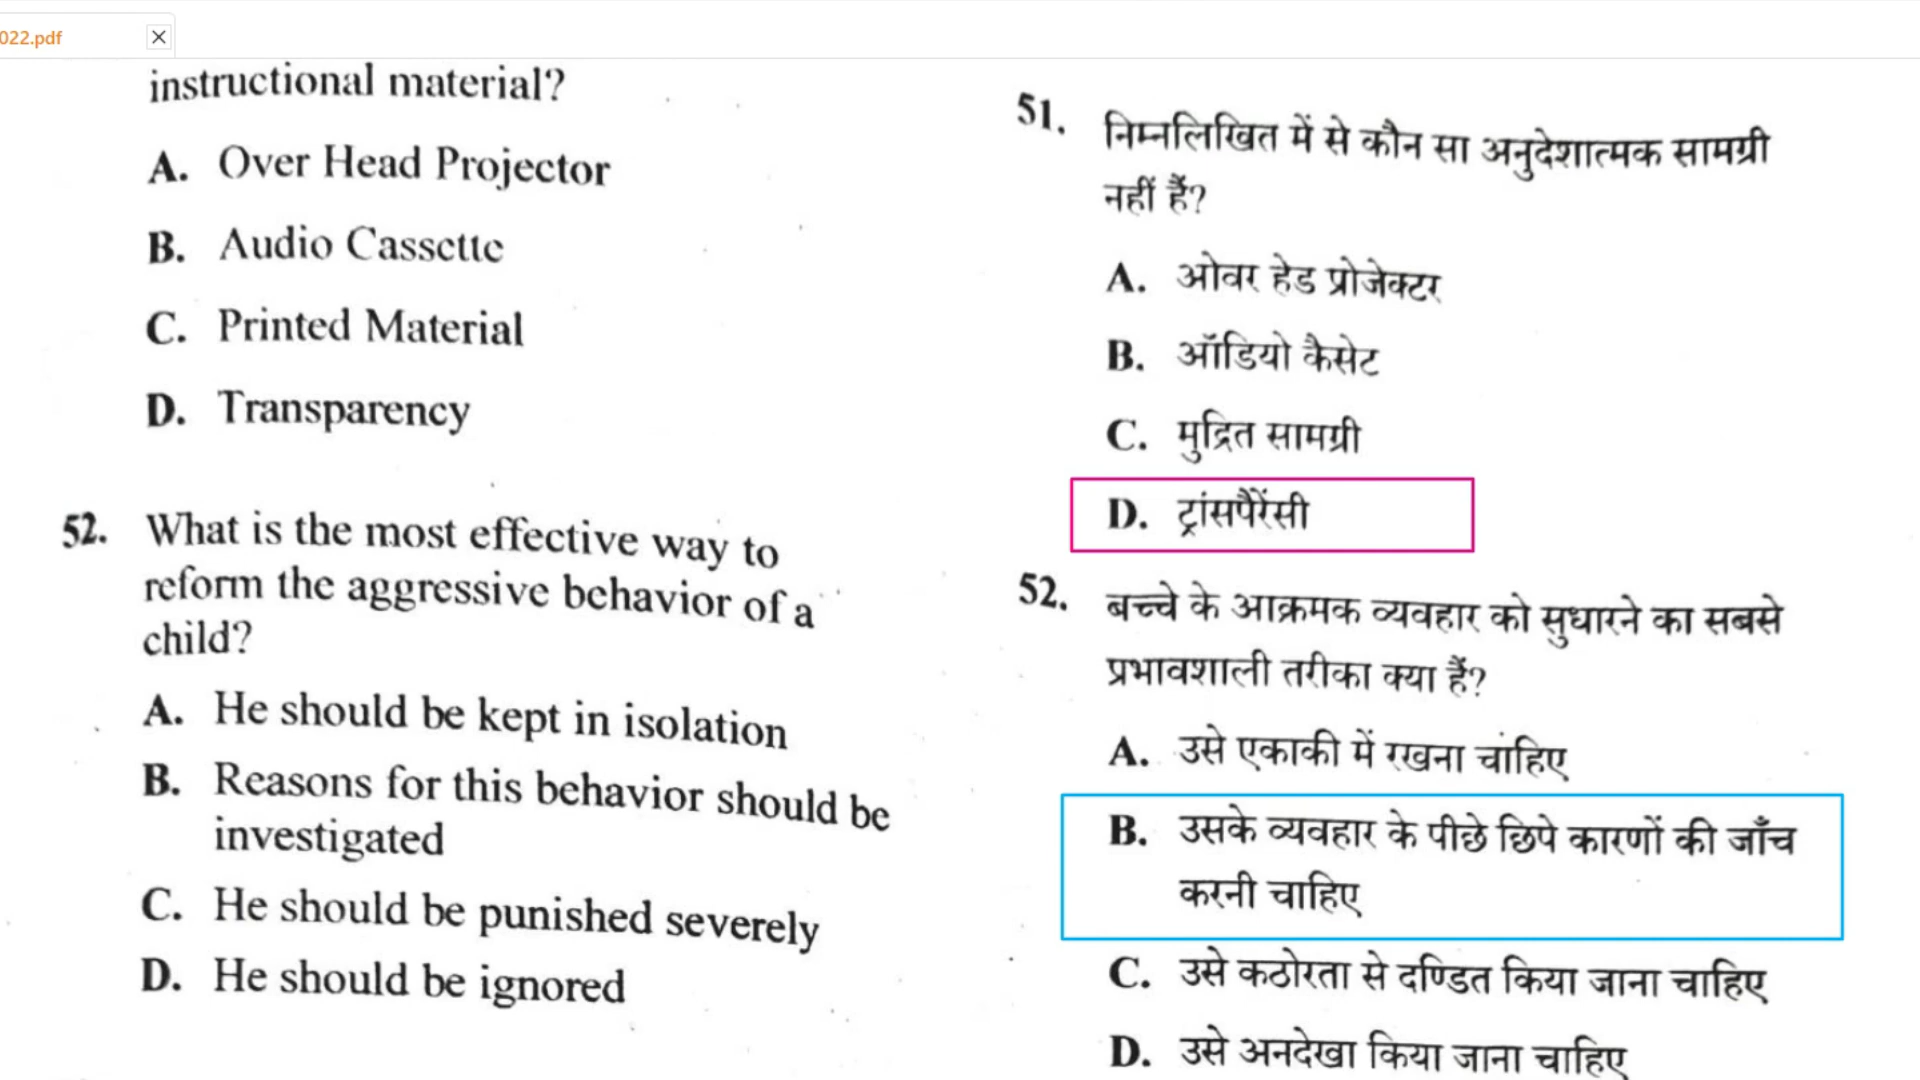 022.pdf
instructional material?
A. Over Head Projector
B. Audio Cassette
C. Printed Material
D. Transparency
52. What is the most effective way to
reform the aggressive behavior of a
child?
A. He should be kept in isolation
B. Reasons for this behavior should be
investigated
C. He should be punished severely
D. He should be ignored
51. निम्नलिखित में से कौन सा अनुदेशात्मक सामग्री
नहीं हैं?
A. ओवर हेड प्रोजेक्टर
B. ऑडियो कैसेट
C. मुद्रित सामग्री
D. ट्रांसपैरेंसी
52. बच्चे के आक्रमक व्यवहार को सुधारने का सबसे
प्रभावशाली तरीका क्या हैं?
A. उसे एकाकी में रखना चाहिए
B. उसके व्यवहार के पीछे छिपे कारणों की जाँच
करनी चाहिए
C. उसे कठोरता से दण्डित किया जाना चाहिए
D. उसे अनदेखा किया जाना चाहिए